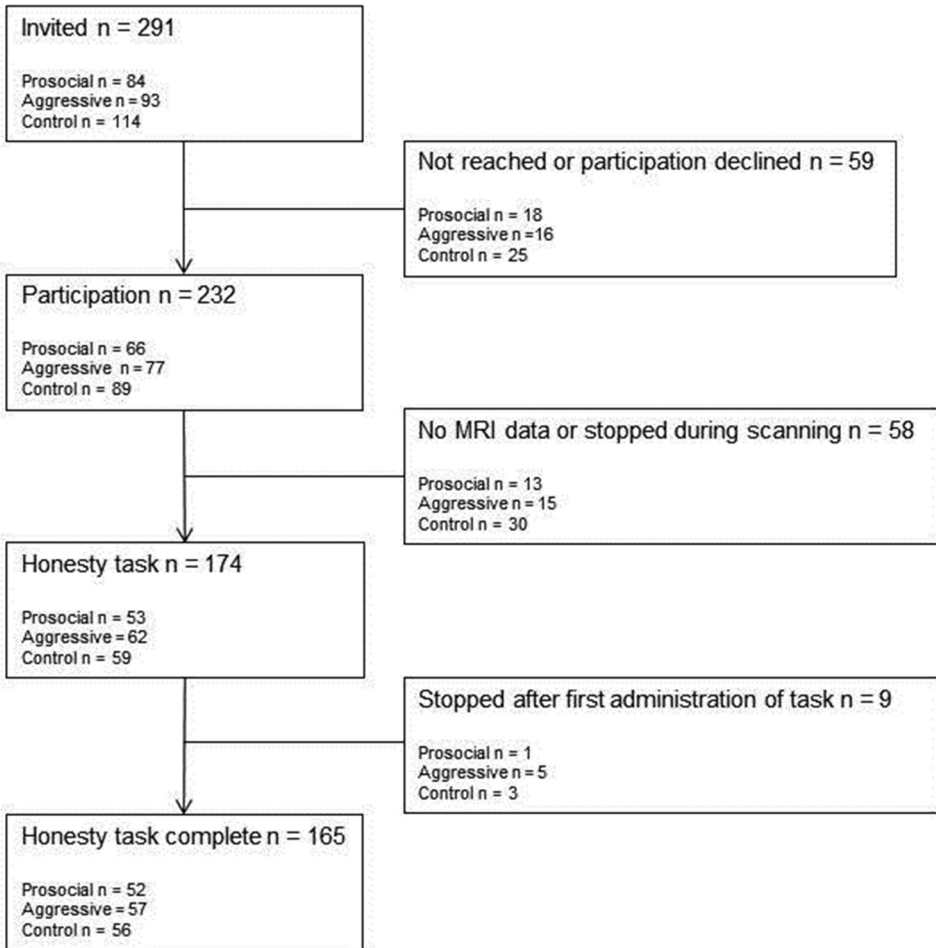 Invited n = 291
Prosocial n = 84
Aggressive n = 93
Control n = 114
Not reached or participation declined n = 59
Prosocial n = 18
Aggressive n =16
Control n = 25
Participation n = 232
Prosocial n = 66
Aggressive n = 77
Control n = 89
No MRI data or stopped during scanning n = 58
Prosocial n = 13
Aggressive n = 15
Control n = 30
Honesty task n = 174
Prosocial n = 53
Aggressive = 62
Control n = 59
Stopped after first administration of task n = 9
Prosocial n = 1
Aggressive n = 5
Control n = 3
Honesty task complete n = 165
Prosocial n = 52
Aggressive n = 57
Control n = 56